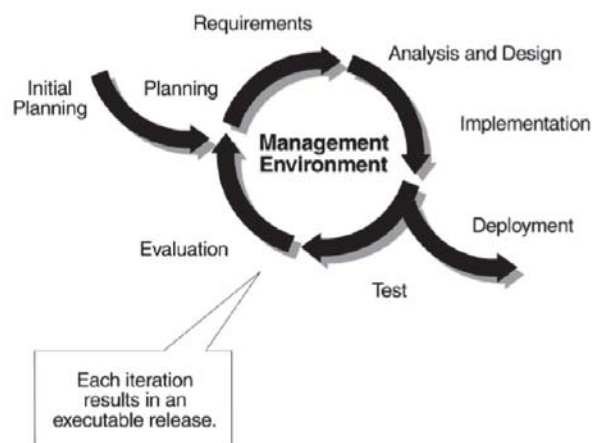 Requirements
Analysis and Design
Initial
Planning
Planning
Implementation
Management
Environment
Deployment
Evaluation
Test
Each iteration
results in an
executable release.